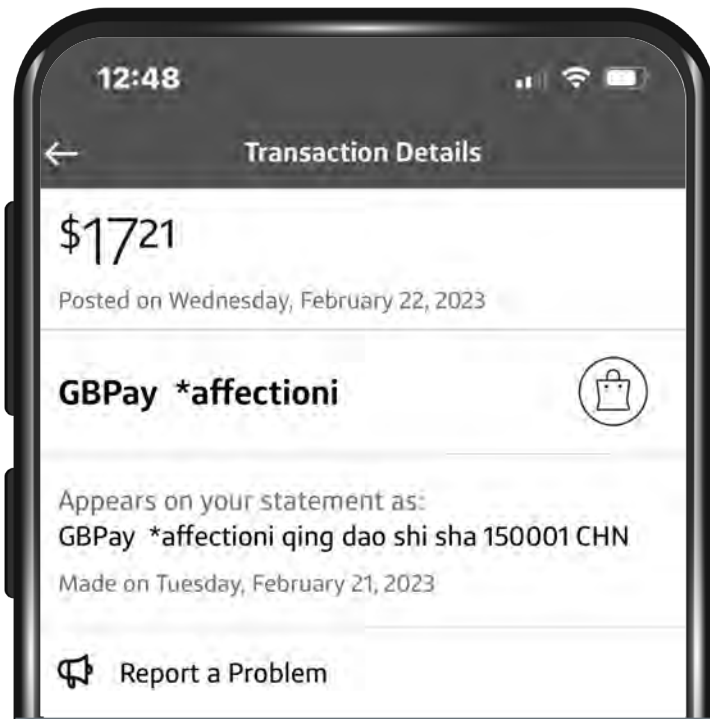 12:48
Transaction Details
$1721
Posted on Wednesday, February 22, 2023
GBPay *affectioni
Appears on your statement as:
GBPay *affectioni qing dao shi sha 150001 CHN
Made on Tuesday, February 21, 2023
Report a Problem